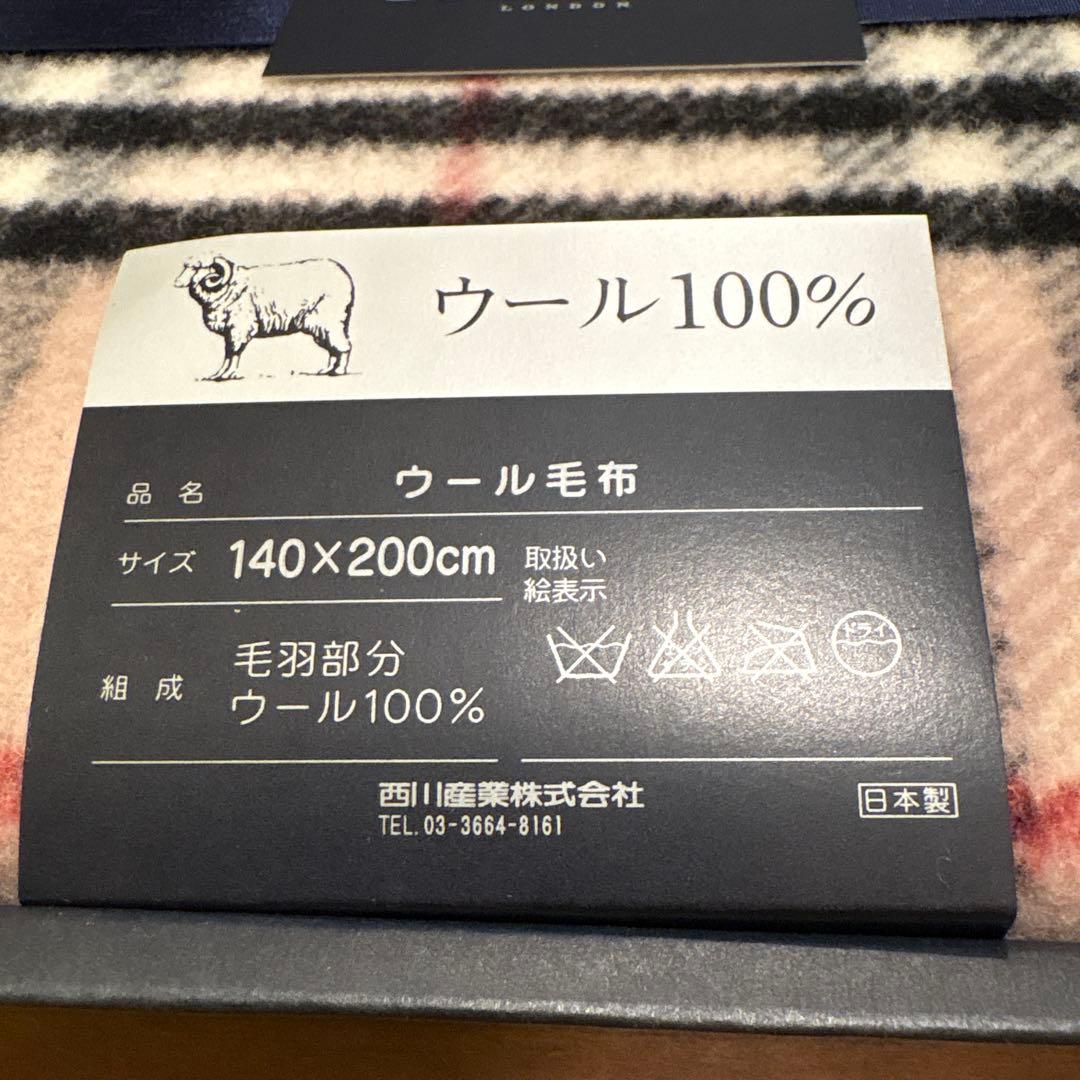 LONDON
ウール100%
品名 ウール毛布
サイズ 140×200cm
取扱い
絵表示
ドライ
組成 毛羽部分
ウール100%
西川産業株式会社
TEL. 03-3664-8161
日本製